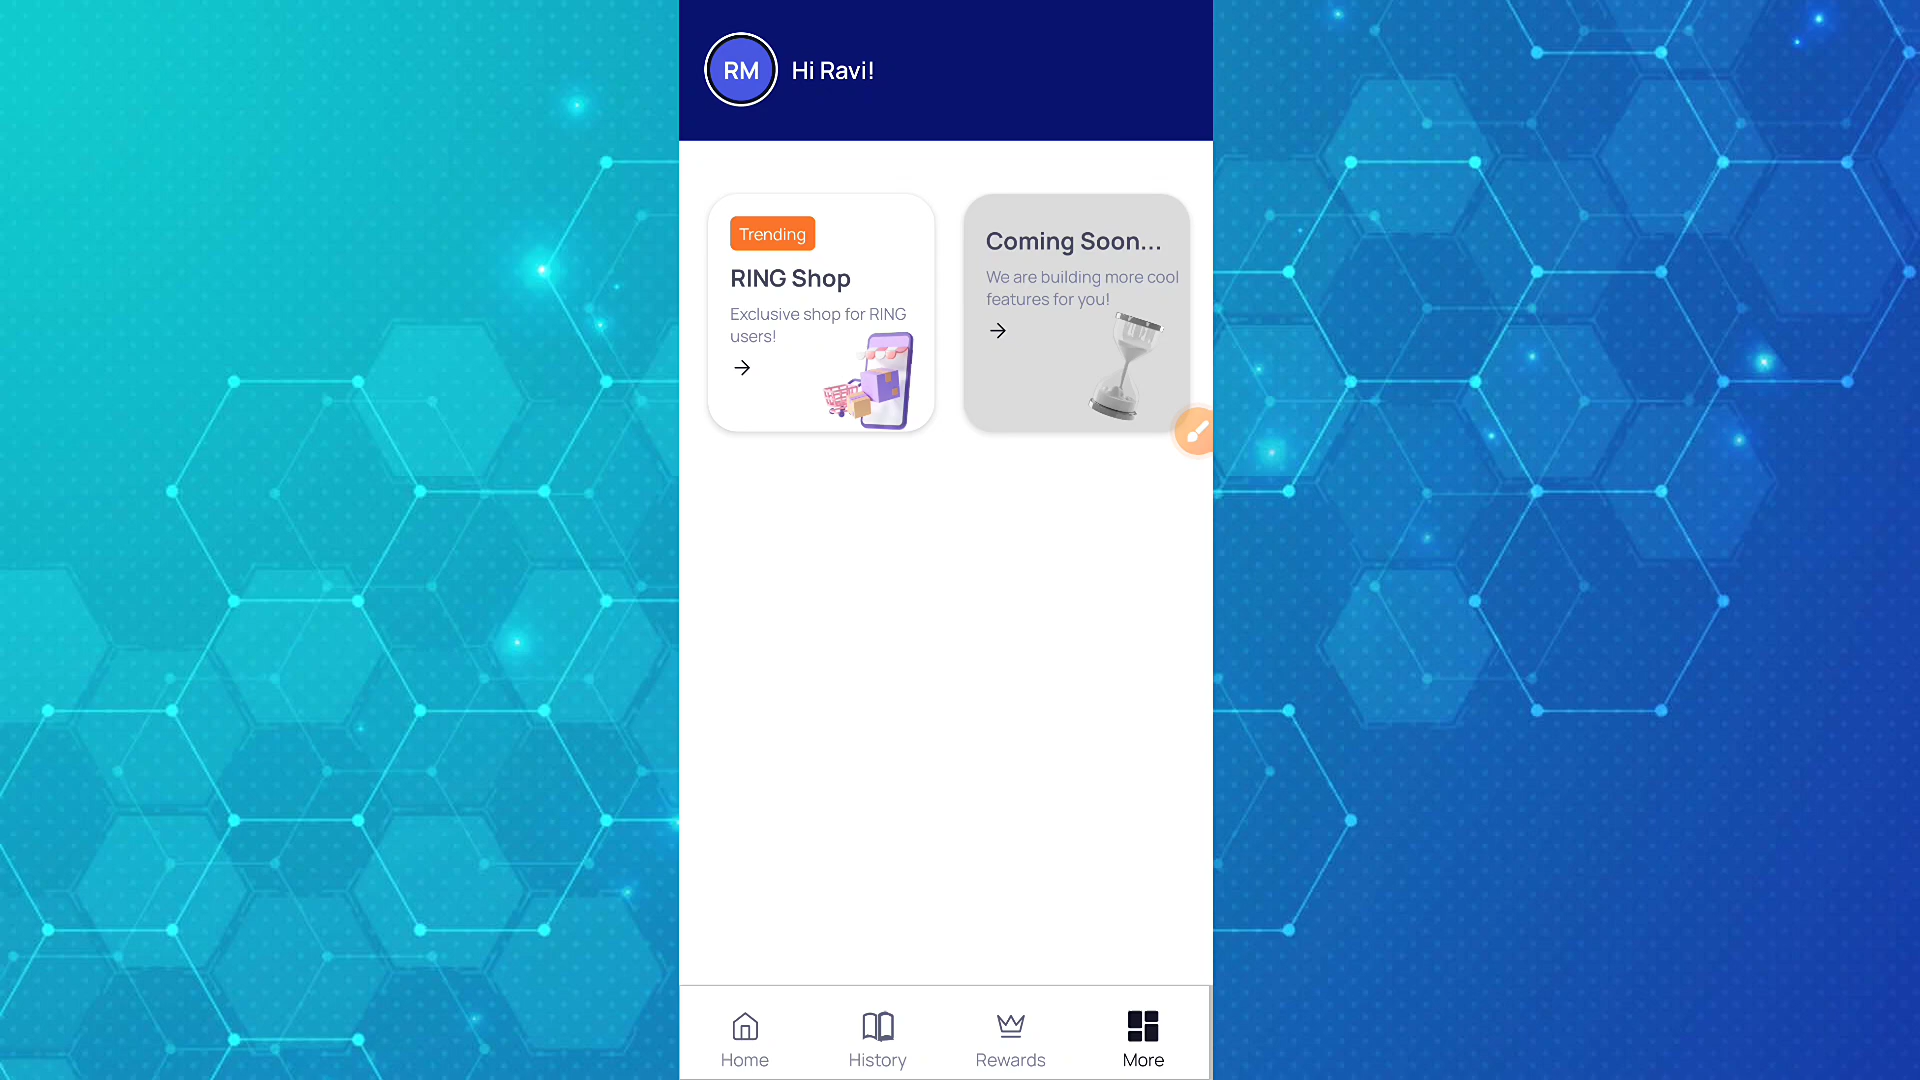 RM
Hi Ravi!
Trending
RING Shop
Exclusive shop for RING
users!
Coming Soon...
We are building more cool
features for you!
Home
History
Rewards
More